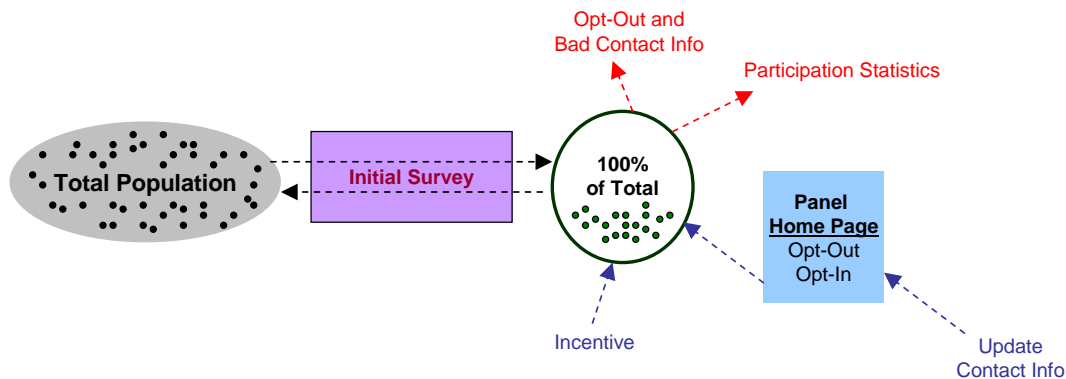 Opt-Out and
Bad Contact Info
Participation Statistics
Total Population
Initial Survey
100%
of Total
Panel
Home Page
Opt-Out
Opt-In
Incentive
Update
Contact Info